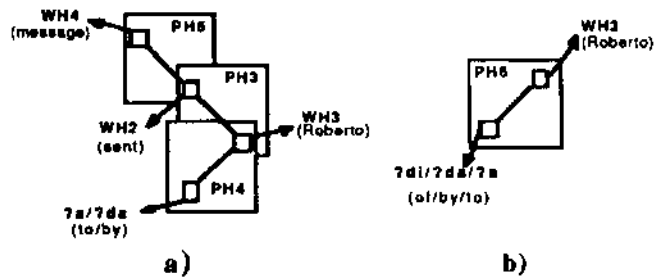 WH4
(message)
PH5
PH3
WH2
(sent)
WH3
(Roberto)
PH4
?a/?da
(to/by)
a)
WH3
(Roberto)
PH6
?di/?da/?a
(of/by/to)
b)